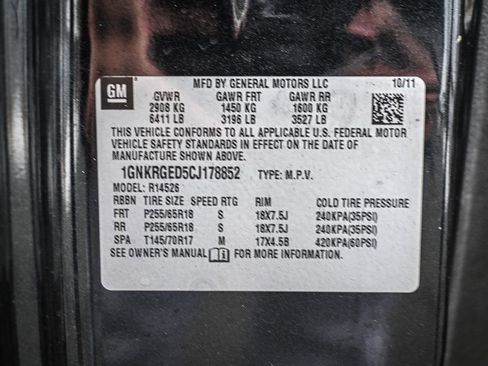 GM
MFD BY GENERAL MOTORS LLC 10/11
GVWR GAWR FRT GAWR RR
2908 KG 1450 KG 1600 KG
6411 LB 3196 LB 3527 LB
THIS VEHICLE CONFORMS TO ALL APPLICABLE U.S. FEDERAL MOTOR
VEHICLE SAFETY STANDARDS IN EFFECT ON THE DATE OF
MANUFACTURE SHOWN ABOVE.
1GNKRGED5CJ178852 TYPE: M.P.V.
MODEL: R14526
RBBN TIRE SIZE SPEED RTG RIM COLD TIRE PRESSURE
FRT P255/65R18 S 18X7.5J 240KPA(35PSI)
RR P255/65R18 S 18X7.5J 240KPA(35PSI)
SPA T145/70R17 M 17X4.5B 420KPA(60PSI)
SEE OWNER'S MANUAL i FOR MORE INFORMATION.